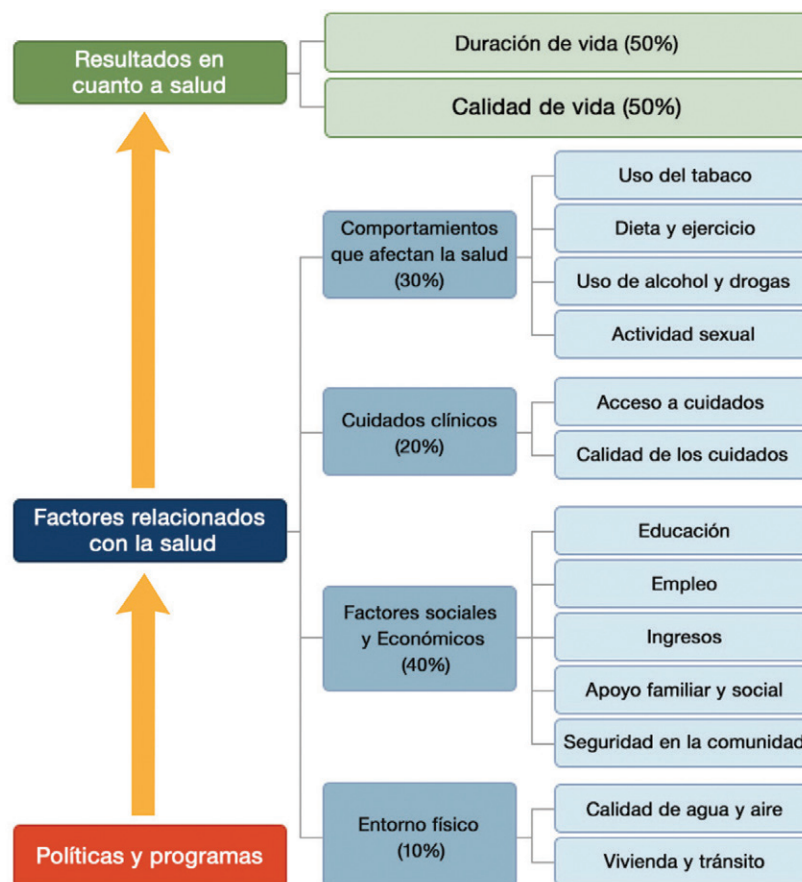 Resultados en
cuanto a salud
Duración de vida (50%)
Calidad de vida (50%)
Comportamientos
que afectan la salud
(30%)
Uso del tabaco
Dieta y ejercicio
Uso de alcohol y drogas
Actividad sexual
Cuidados clínicos
(20%)
Acceso a cuidados
Calidad de los cuidados
Factores relacionados
con la salud
Factores sociales
y Económicos
(40%)
Educación
Empleo
Ingresos
Apoyo familiar y social
Seguridad en la comunidad
Entorno físico
(10%)
Calidad de agua y aire
Vivienda y tránsito
Políticas y programas